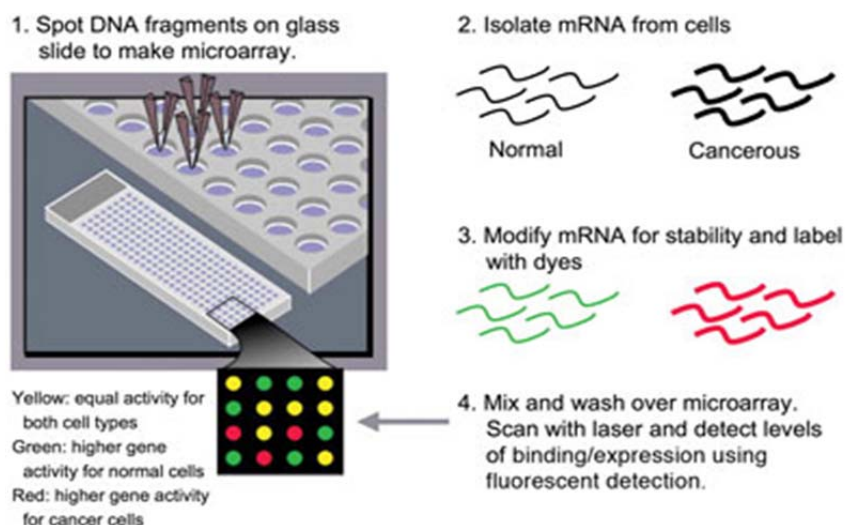 1. Spot DNA fragments on glass
slide to make microarray.
2. Isolate mRNA from cells
Normal
Cancerous
3. Modify mRNA for stability and label
with dyes
4. Mix and wash over microarray.
Scan with laser and detect levels
of binding/expression using
fluorescent detection.
Yellow: equal activity for
both cell types
Green: higher gene
activity for normal cells
Red: higher gene activity
for cancer cells